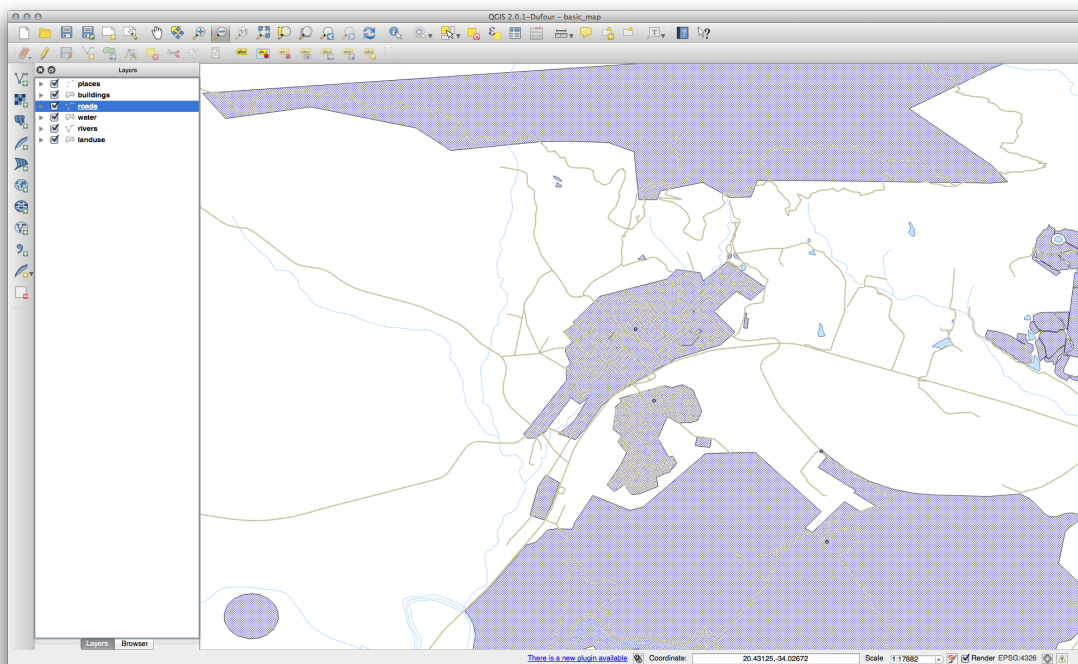 QGIS 2.0.1-Dufour – basic_map
Layers
places
buildings
roads
water
rivers
landuse
Layers Browser
There is a new plugin available Coordinate: 20.43125,-34.02672 Scale 1:17882 Render EPSG:4326